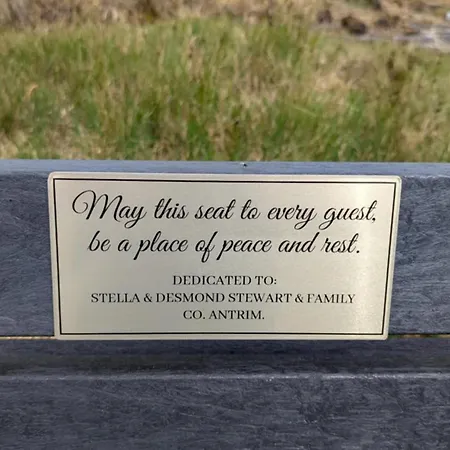 May this seat to every guest,
be a place of peace and rest.
DEDICATED TO:
STELLA & DESMOND STEWART & FAMILY
CO. ANTRIM.